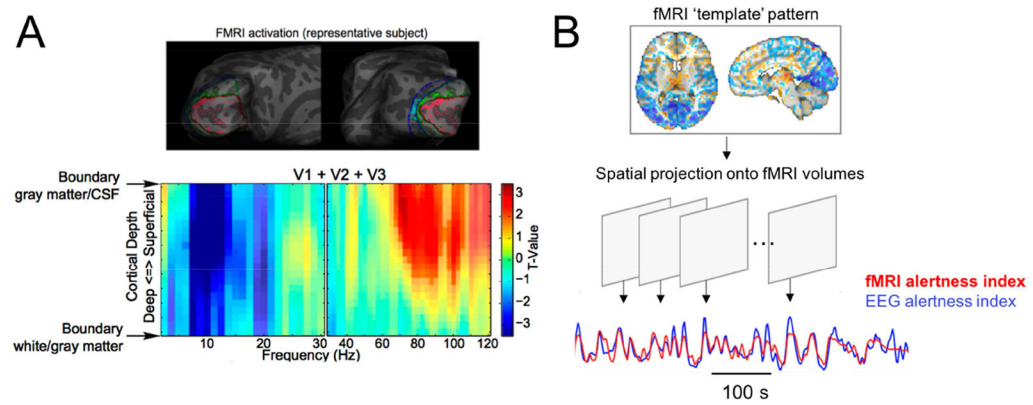 A
FMRI activation (representative subject)
Boundary
gray matter/CSF
Boundary
white/gray matter
Cortical Depth
Deep <=> Superficial
V1 + V2 + V3
10 20 30 40 60 80 100 120
Frequency (Hz)
3
2
1
0
−1
−2
−3
T-Value
B
fMRI 'template' pattern
Spatial projection onto fMRI volumes
...
fMRI alertness index
EEG alertness index
100 s